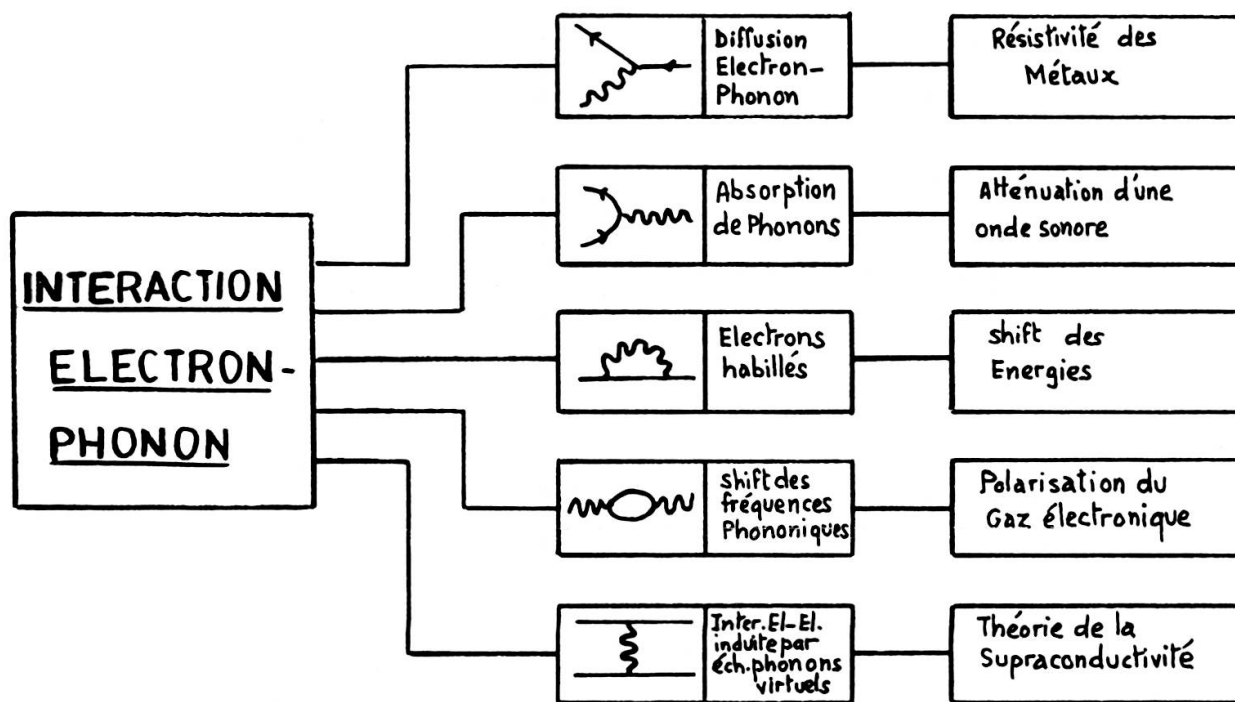 INTERACTION
ELECTRON-
PHONON
Diffusion
Electron-
Phonon
Résistivité des
Métaux
Absorption
de Phonons
Atténuation d'une
onde sonore
Electrons
habillés
shift des
Energies
shift des
fréquences
Phononiques
Polarisation du
Gaz électronique
Inter.El-El.
induite par
éch.phonons
virtuels
Théorie de la
Supraconductivité